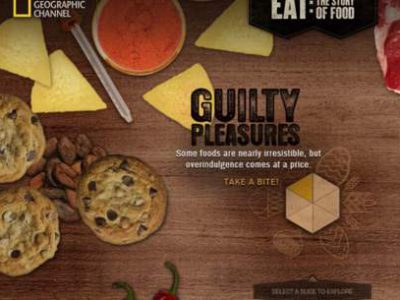 GEOGRAPHIC
CHANNEL
EAT: THE STORY
OF FOOD
GUILTY
PLEASURES
Some foods are nearly irresistible, but
overindulgence comes at a price.
TAKE A BITE!
SELECT A SLICE TO EXPLORE